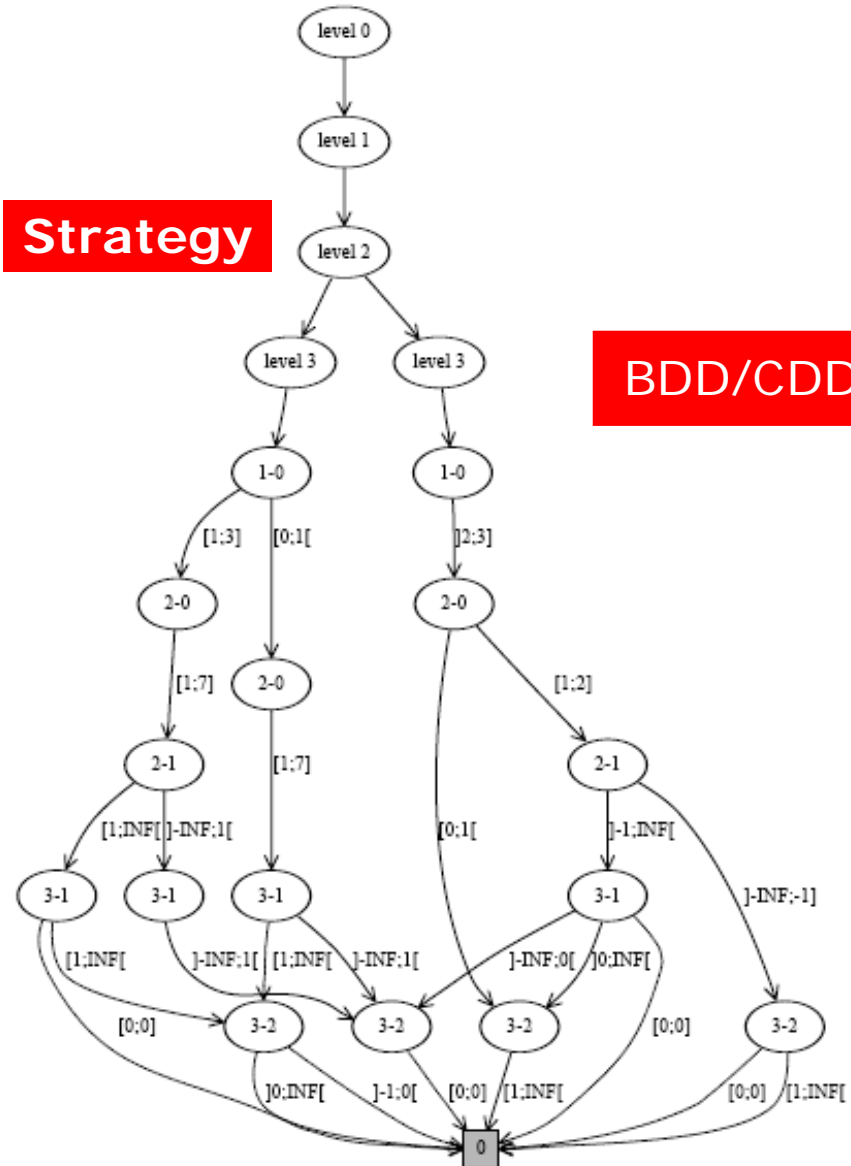 level 0
level 1
Strategy
level 2
level 3 level 3
BDD/CDD
1-0 1-0
[1;3] [0;1[ ]2;3]
2-0 2-0
[1;7] 2-0 [1;2]
2-1 [1;7] 2-1
[1;INF[ ]-INF;1[ [0;1[ ]-1;INF[
3-1 3-1 3-1 3-1 ]-INF;-1]
[1;INF[ ]-INF;1[ [1;INF[ ]-INF;1[ ]-INF;0[ ]0;INF[
[0;0] 3-2 3-2 3-2 [0;0] 3-2
]0;INF[ ]-1;0[ [0;0] [1;INF[ [0;0] [1;INF[
0